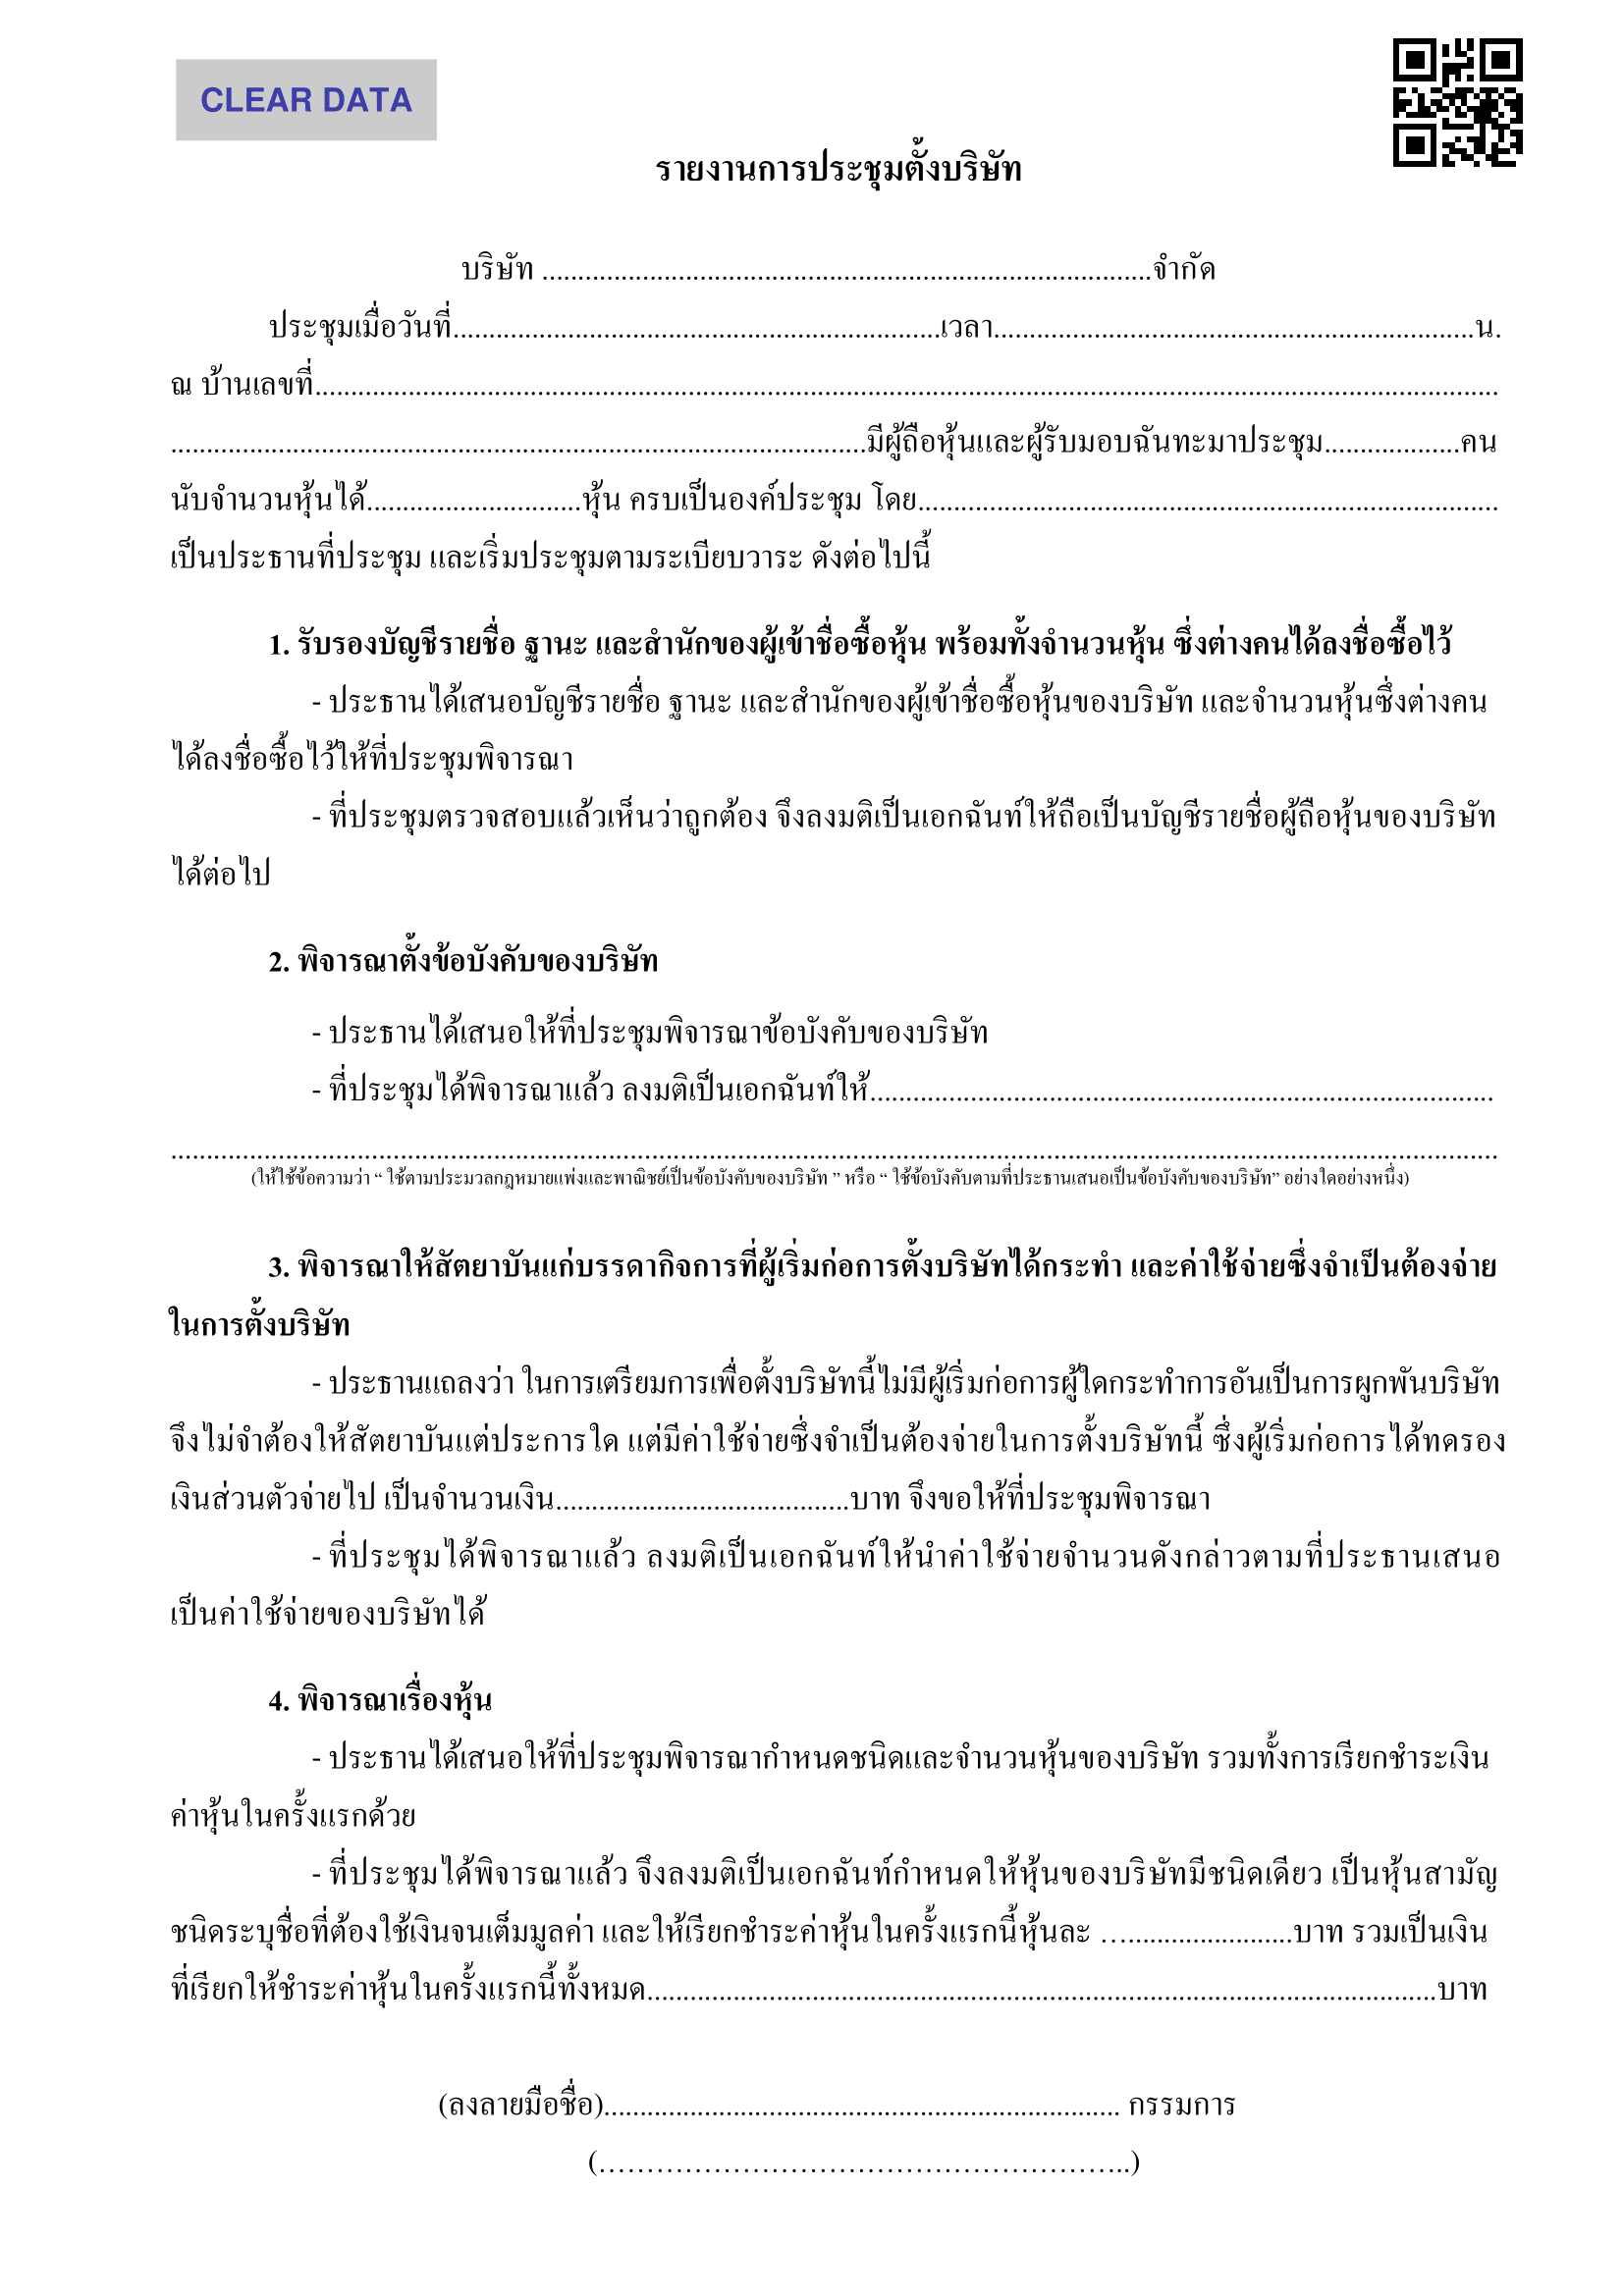 CLEAR DATA
รายงานการประชุมตั้งบริษัท
บริษัท .....................................................................................จำกัด
ประชุมเมื่อวันที่....................................................................เวลา...................................................................น.
ณ บ้านเลขที่.....................................................................................................................................................................
.................................................................................................มีผู้ถือหุ้นและผู้รับมอบฉันทะมาประชุม...................คน
นับจำนวนหุ้นได้..............................หุ้น ครบเป็นองค์ประชุม โดย.................................................................................
เป็นประธานที่ประชุม และเริ่มประชุมตามระเบียบวาระ ดังต่อไปนี้
1. รับรองบัญชีรายชื่อ ฐานะ และสำนักของผู้เข้าชื่อซื้อหุ้น พร้อมทั้งจำนวนหุ้น ซึ่งต่างคนได้ลงชื่อซื้อไว้
- ประธานได้เสนอบัญชีรายชื่อ ฐานะ และสำนักของผู้เข้าชื่อซื้อหุ้นของบริษัท และจำนวนหุ้นซึ่งต่างคน
ได้ลงชื่อซื้อไว้ให้ที่ประชุมพิจารณา
- ที่ประชุมตรวจสอบแล้วเห็นว่าถูกต้อง จึงลงมติเป็นเอกฉันท์ให้ถือเป็นบัญชีรายชื่อผู้ถือหุ้นของบริษัท
ได้ต่อไป
2. พิจารณาตั้งข้อบังคับของบริษัท
- ประธานได้เสนอให้ที่ประชุมพิจารณาข้อบังคับของบริษัท
- ที่ประชุมได้พิจารณาแล้ว ลงมติเป็นเอกฉันท์ให้.......................................................................................
.........................................................................................................................................................................................
(ให้ใช้ข้อความว่า “ ใช้ตามประมวลกฎหมายแพ่งและพาณิชย์เป็นข้อบังคับของบริษัท ” หรือ “ ใช้ข้อบังคับตามที่ประธานเสนอเป็นข้อบังคับของบริษัท” อย่างใดอย่างหนึ่ง)
3. พิจารณาให้สัตยาบันแก่บรรดากิจการที่ผู้เริ่มก่อการตั้งบริษัทได้กระทำ และค่าใช้จ่ายซึ่งจำเป็นต้องจ่าย
ในการตั้งบริษัท
- ประธานแถลงว่า ในการเตรียมการเพื่อตั้งบริษัทนี้ไม่มีผู้เริ่มก่อการผู้ใดกระทำการอันเป็นการผูกพันบริษัท
จึงไม่จำต้องให้สัตยาบันแต่ประการใด แต่มีค่าใช้จ่ายซึ่งจำเป็นต้องจ่ายในการตั้งบริษัทนี้ ซึ่งผู้เริ่มก่อการได้ทดรอง
เงินส่วนตัวจ่ายไป เป็นจำนวนเงิน.........................................บาท จึงขอให้ที่ประชุมพิจารณา
- ที่ประชุมได้พิจารณาแล้ว ลงมติเป็นเอกฉันท์ให้นำค่าใช้จ่ายจำนวนดังกล่าวตามที่ประธานเสนอ
เป็นค่าใช้จ่ายของบริษัทได้
4. พิจารณาเรื่องหุ้น
- ประธานได้เสนอให้ที่ประชุมพิจารณากำหนดชนิดและจำนวนหุ้นของบริษัท รวมทั้งการเรียกชำระเงิน
ค่าหุ้นในครั้งแรกด้วย
- ที่ประชุมได้พิจารณาแล้ว จึงลงมติเป็นเอกฉันท์กำหนดให้หุ้นของบริษัทมีชนิดเดียว เป็นหุ้นสามัญ
ชนิดระบุชื่อที่ต้องใช้เงินจนเต็มมูลค่า และให้เรียกชำระค่าหุ้นในครั้งแรกนี้หุ้นละ ….......................บาท รวมเป็นเงิน
ที่เรียกให้ชำระค่าหุ้นในครั้งแรกนี้ทั้งหมด..............................................................................................................บาท
(ลงลายมือชื่อ)........................................................................ กรรมการ
(………………………………………………..)